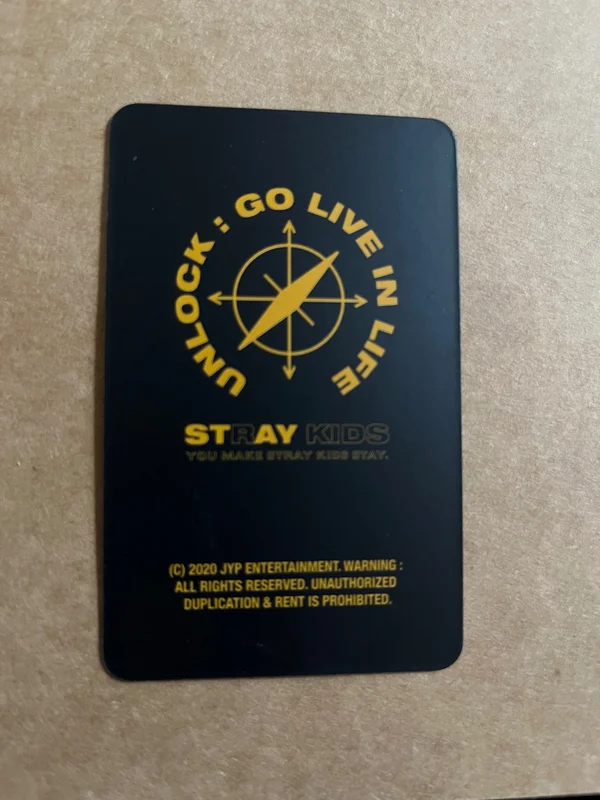 UNLOCK : GO LIVE IN LIFE
STRAY KIDS
YOU MAKE STRAY KIDS STAY.
(C) 2020 JYP ENTERTAINMENT. WARNING :
ALL RIGHTS RESERVED. UNAUTHORIZED
DUPLICATION & RENT IS PROHIBITED.